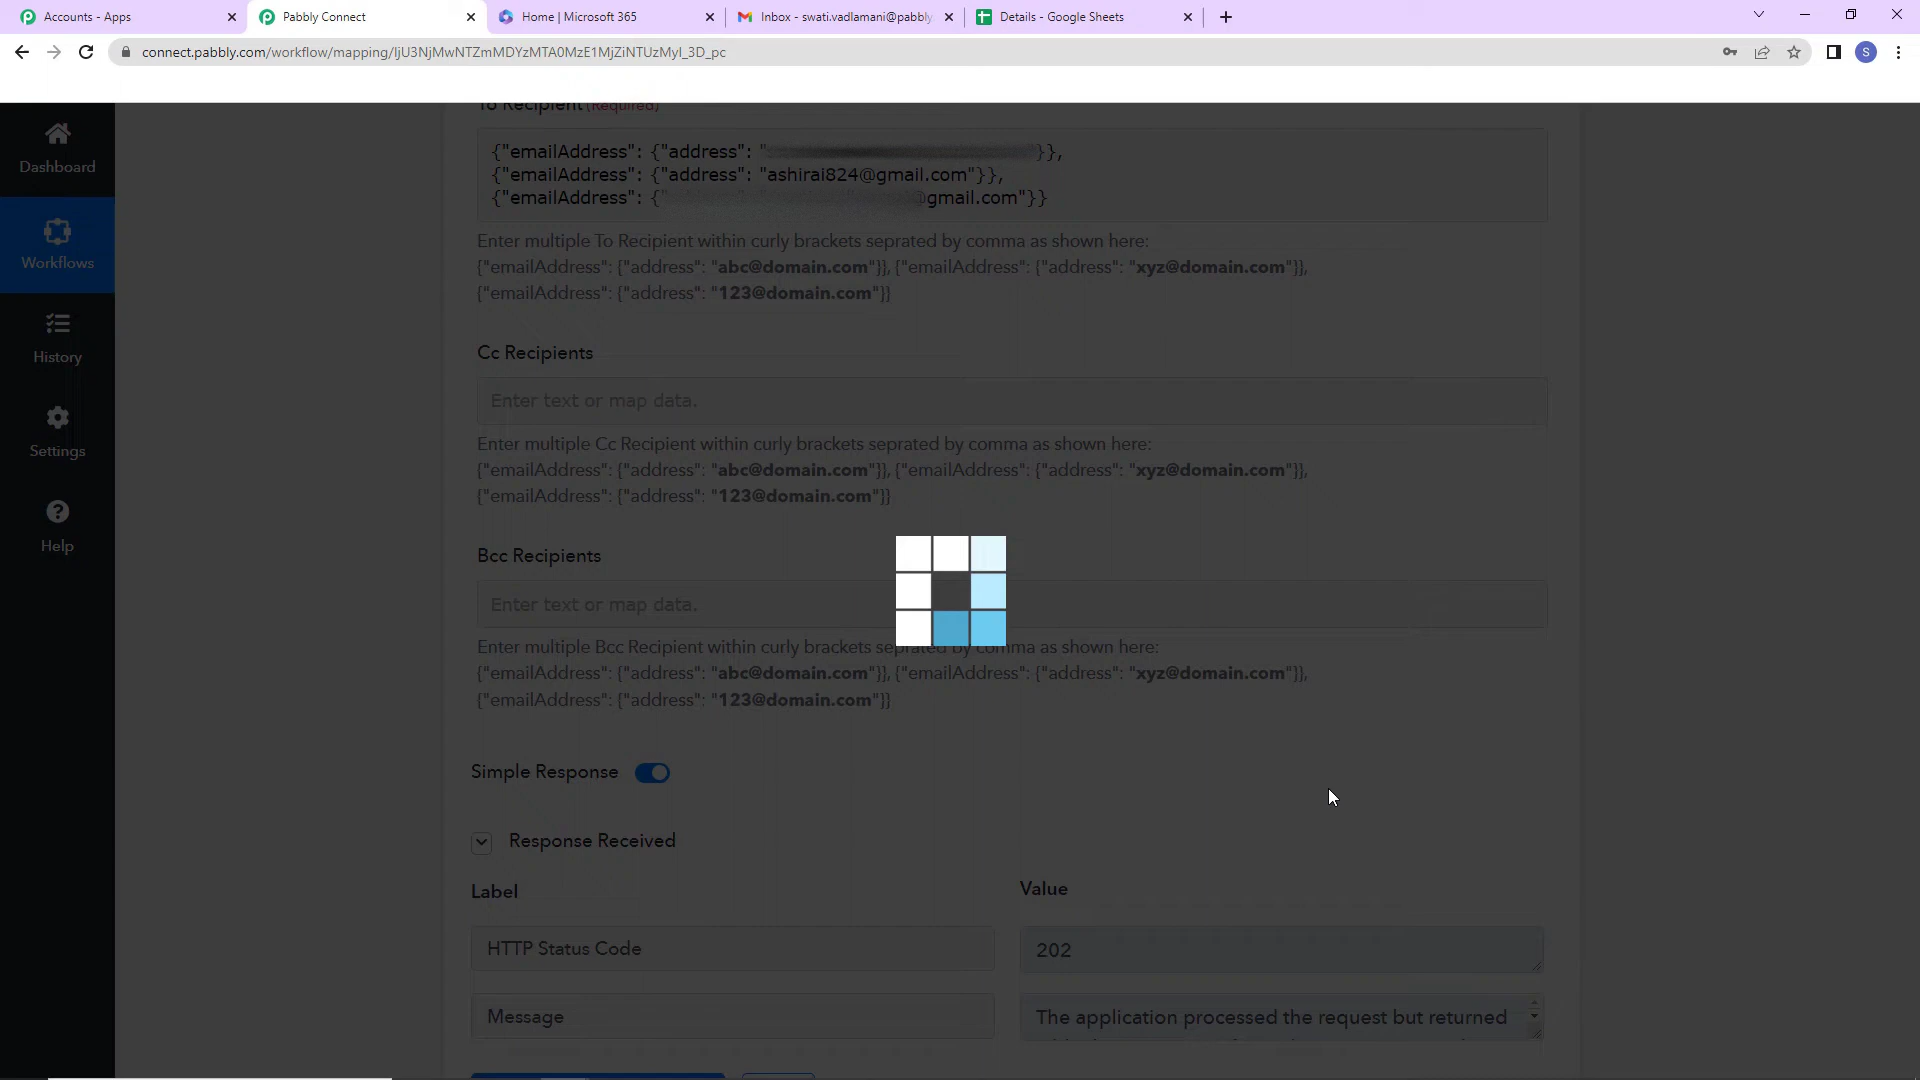 Accounts - Apps
Pabbly Connect
Home | Microsoft 365
Inbox - swati.vadlamani@pabbly.
Details - Google Sheets
connect.pabbly.com/workflow/mapping/IjU3NjMwNTZmMDYzMTA0MzE1MjZiNTUzMyI_3D_pc
S
Dashboard
Workflows
History
Settings
Help
To Recipient (Required)
{"emailAddress": {"address": "
"}},
{"emailAddress": {"address": "ashirai824@gmail.com"}},
{"emailAddress": {
@gmail.com"}}
Enter multiple To Recipient within curly brackets seprated by comma as shown here:
{"emailAddress": {"address": "abc@domain.com"}}, {"emailAddress": {"address": "xyz@domain.com"}},
{"emailAddress": {"address": "123@domain.com"}}
Cc Recipients
Enter text or map data.
Enter multiple Cc Recipient within curly brackets seprated by comma as shown here:
{"emailAddress": {"address": "abc@domain.com"}}, {"emailAddress": {"address": "xyz@domain.com"}},
{"emailAddress": {"address": "123@domain.com"}}
Bcc Recipients
Enter text or map data.
Enter multiple Bcc Recipient within curly brackets seprated by comma as shown here:
{"emailAddress": {"address": "abc@domain.com"}}, {"emailAddress": {"address": "xyz@domain.com"}},
{"emailAddress": {"address": "123@domain.com"}}
Simple Response
Response Received
Label
Value
HTTP Status Code
202
Message
The application processed the request but returned